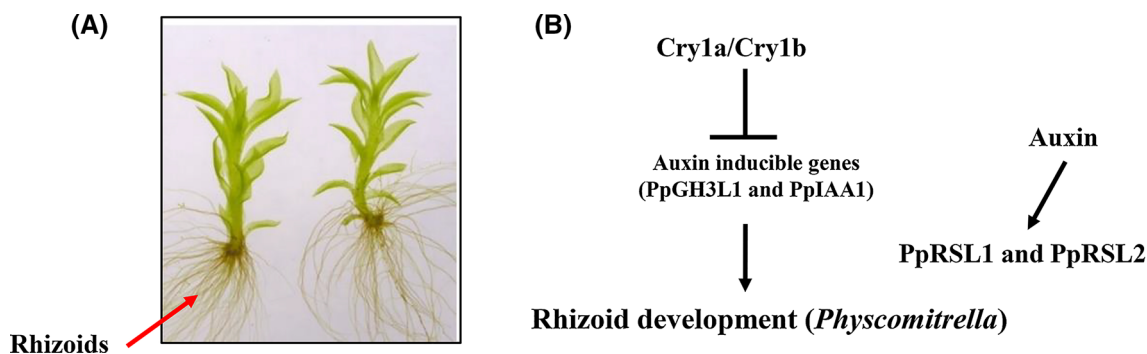 (A)
Rhizoids
(B)
Cry1a/Cry1b
Auxin inducible genes
(PpGH3L1 and PpIAA1)
Rhizoid development (Physcomitrella)
Auxin
PpRSL1 and PpRSL2